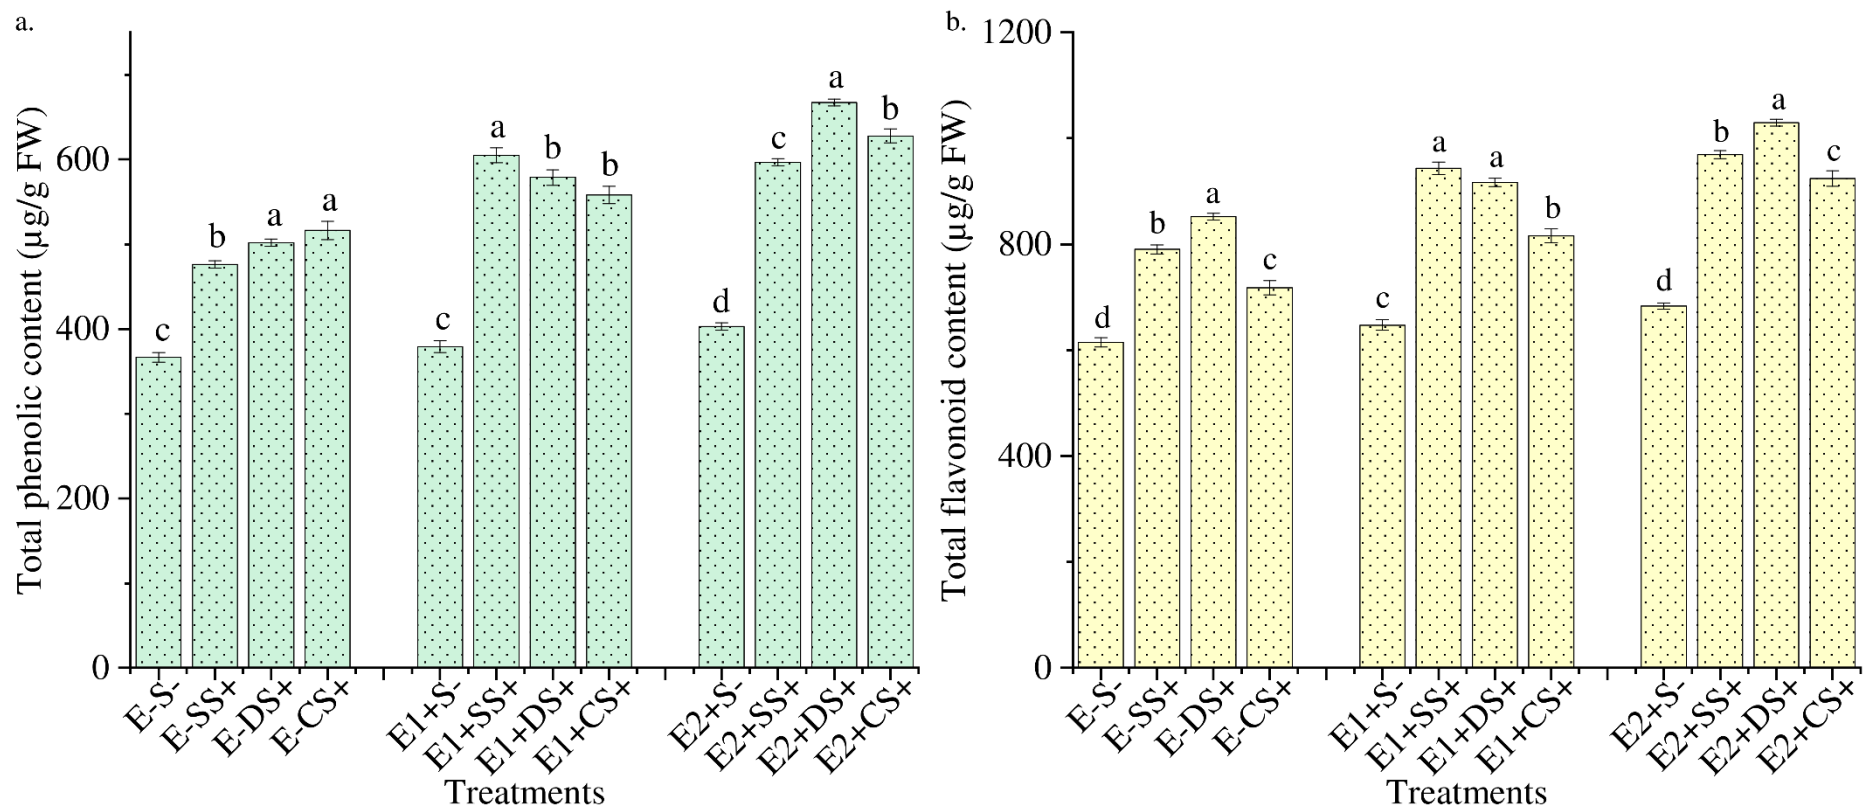 a.
Total phenolic content (µg/g FW)
600
400
200
0
c
b
a
a
c
a
b
b
d
c
a
b
E-S-
E-SS+
E-DS+
E-CS+
E1+S-
E1+SS+
E1+DS+
E1+CS+
E2+S-
E2+SS+
E2+DS+
E2+CS+
Treatments
b.
Total flavonoid content (µg/g FW)
1200
800
400
0
d
b
a
c
c
a
a
b
d
b
a
c
E-S-
E-SS+
E-DS+
E-CS+
E1+S-
E1+SS+
E1+DS+
E1+CS+
E2+S-
E2+SS+
E2+DS+
E2+CS+
Treatments